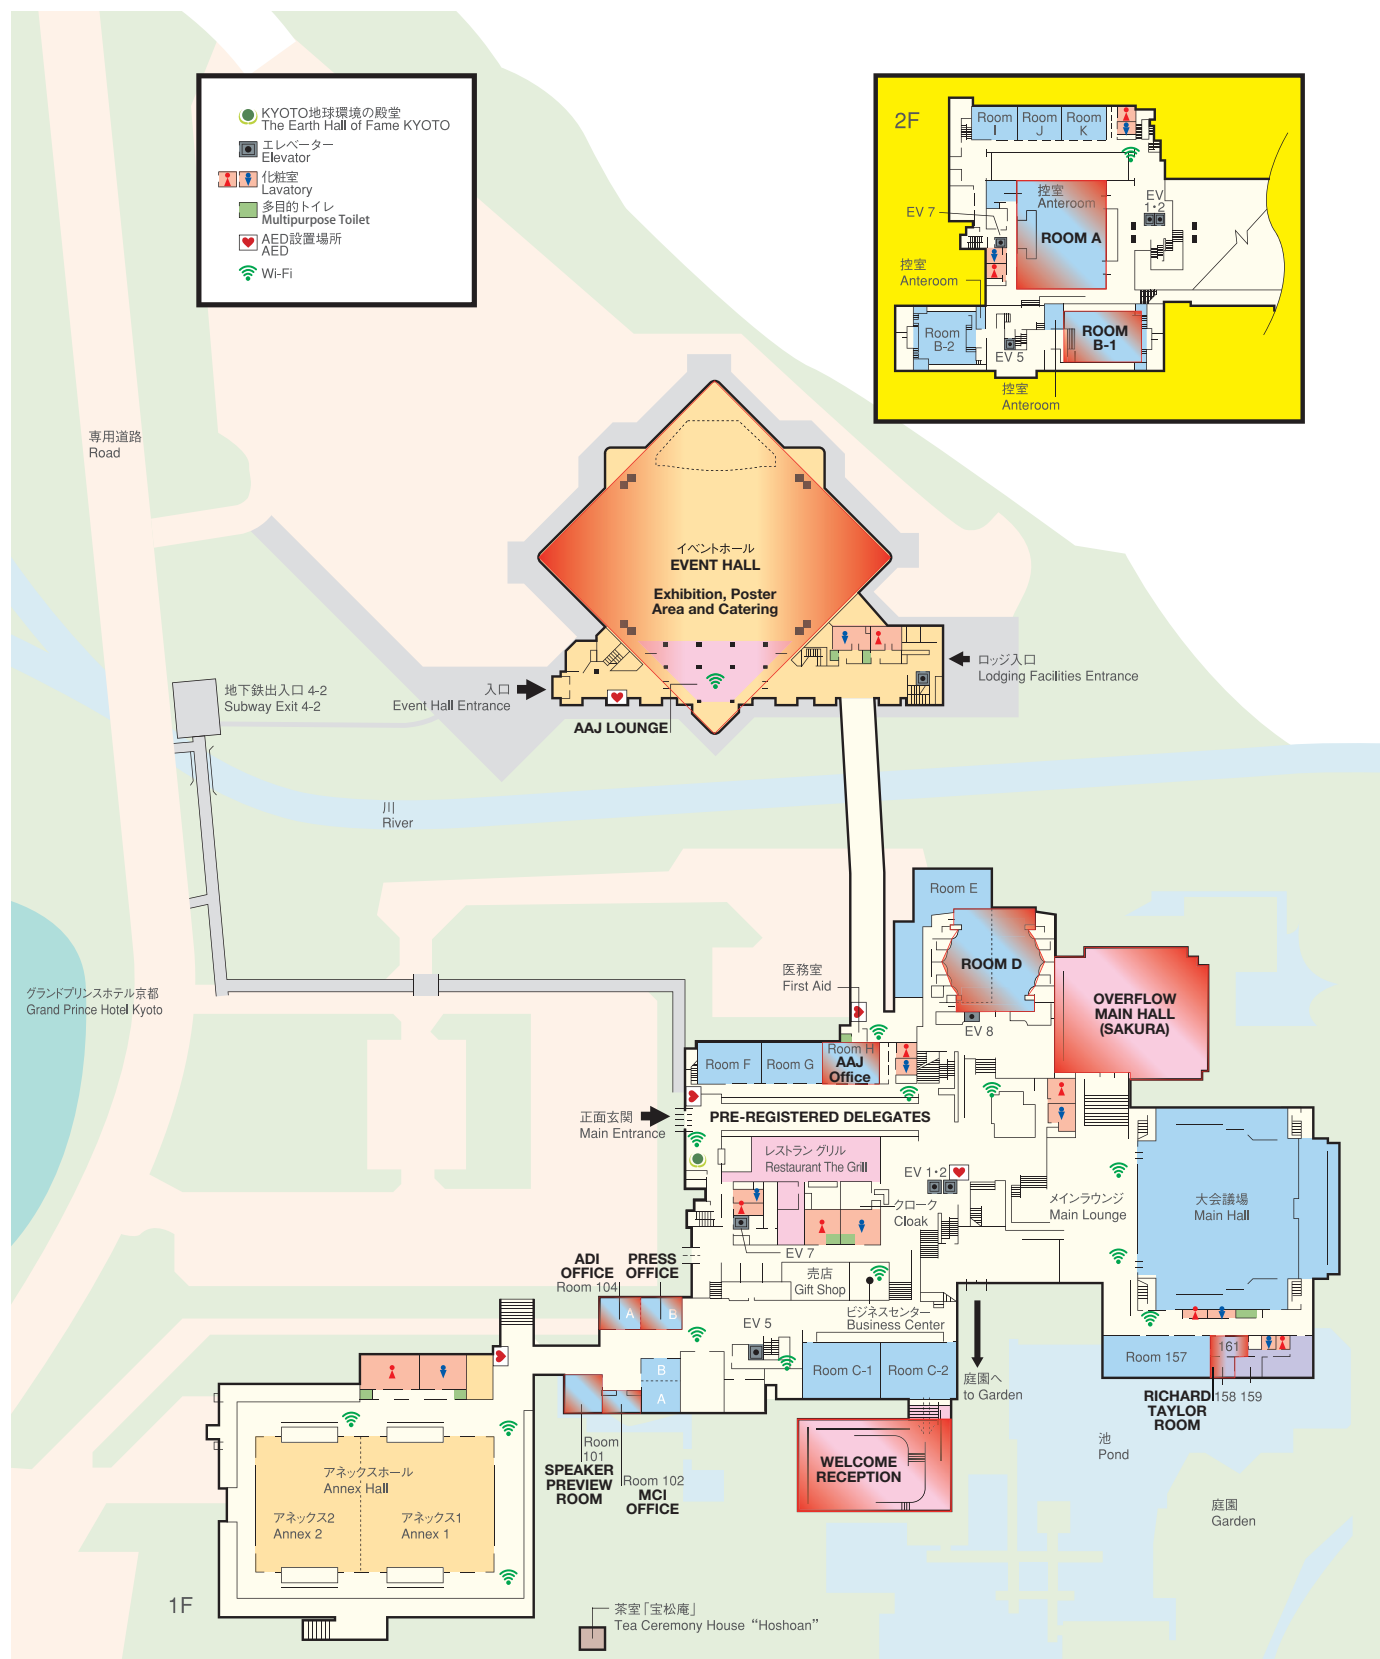 KYOTO地球環境の殿堂
The Earth Hall of Fame KYOTO
エレベーター
Elevator
化粧室
Lavatory
多目的トイレ
Multipurpose Toilet
AED設置場所
AED
Wi-Fi
2F
Room
I
Room
J
Room
K
控室
Anteroom
EV
1・2
EV 7
ROOM A
控室
Anteroom
Room
B-2
EV 5
ROOM
B-1
控室
Anteroom
専用道路
Road
イベントホール
EVENT HALL
Exhibition, Poster
Area and Catering
ロッジ入口
Lodging Facilities Entrance
地下鉄出入口 4-2
Subway Exit 4-2
入口
Event Hall Entrance
AAJ LOUNGE
川
River
Room E
ROOM D
医務室
First Aid
グランドプリンスホテル京都
Grand Prince Hotel Kyoto
OVERFLOW
MAIN HALL
(SAKURA)
EV 8
Room F
Room G
Room H
AAJ
Office
正面玄関
Main Entrance
PRE-REGISTERED DELEGATES
レストラン グリル
Restaurant The Grill
EV 1・2
クローク
Cloak
メインラウンジ
Main Lounge
大会議場
Main Hall
EV 7
ADI
OFFICE
Room 104
PRESS
OFFICE
売店
Gift Shop
A
B
ビジネスセンター
Business Center
EV 5
B
A
Room C-1
Room C-2
庭園へ
to Garden
Room 157
161
158 159
RICHARD
TAYLOR
ROOM
池
Pond
Room
101
SPEAKER
PREVIEW
ROOM
Room 102
MCI
OFFICE
WELCOME
RECEPTION
アネックスホール
Annex Hall
アネックス2
Annex 2
アネックス1
Annex 1
庭園
Garden
1F
茶室「宝松庵」
Tea Ceremony House “Hoshoan”